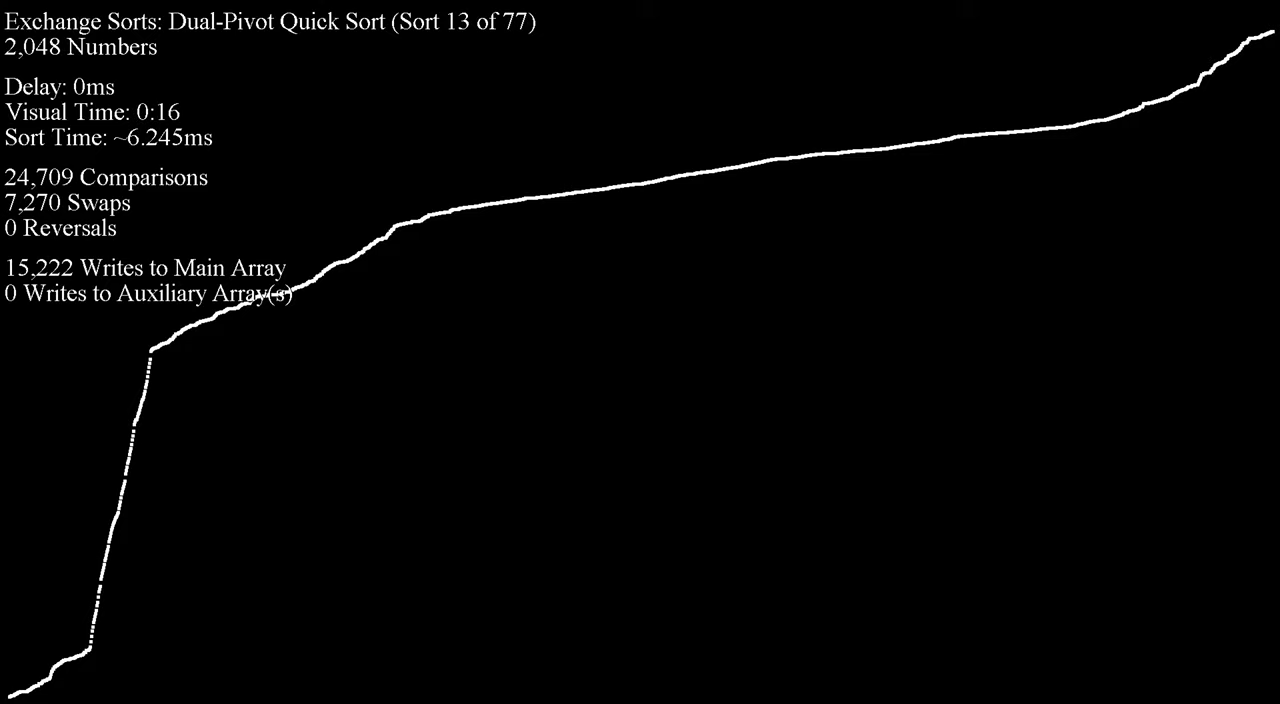 Exchange Sorts: Dual-Pivot Quick Sort (Sort 13 of 77)
2,048 Numbers
Delay: 0ms
Visual Time: 0:16
Sort Time: ~6.245ms
24,709 Comparisons
7,270 Swaps
0 Reversals
15,222 Writes to Main Array
0 Writes to Auxiliary Array(s)